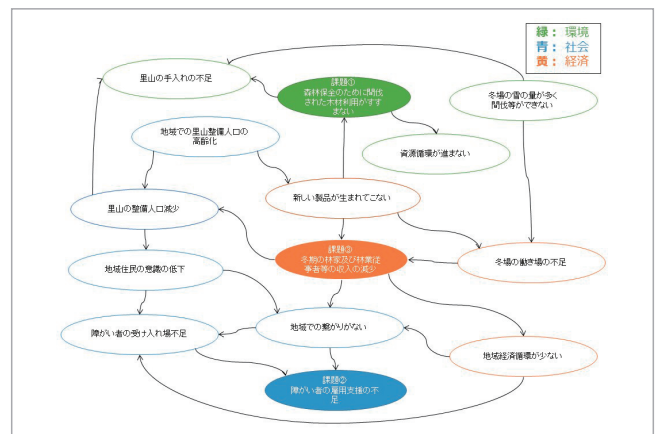 緑：環境
青：社会
黄：経済
里山の手入れの不足
課題①
森林保全のために間伐
された木材利用がすす
まない
冬場の雪の量が多く
間伐等ができない
地域での里山整備人口の
高齢化
資源循環が進まない
里山の整備人口減少
新しい製品が生まれてこない
地域住民の意識の低下
課題③
冬期の林家及び林業従
事者等の収入の減少
冬場の働き場の不足
障がい者の受け入れ場不足
地域での繋がりがない
地域経済循環が少ない
課題②
障がい者の雇用支援の不
足